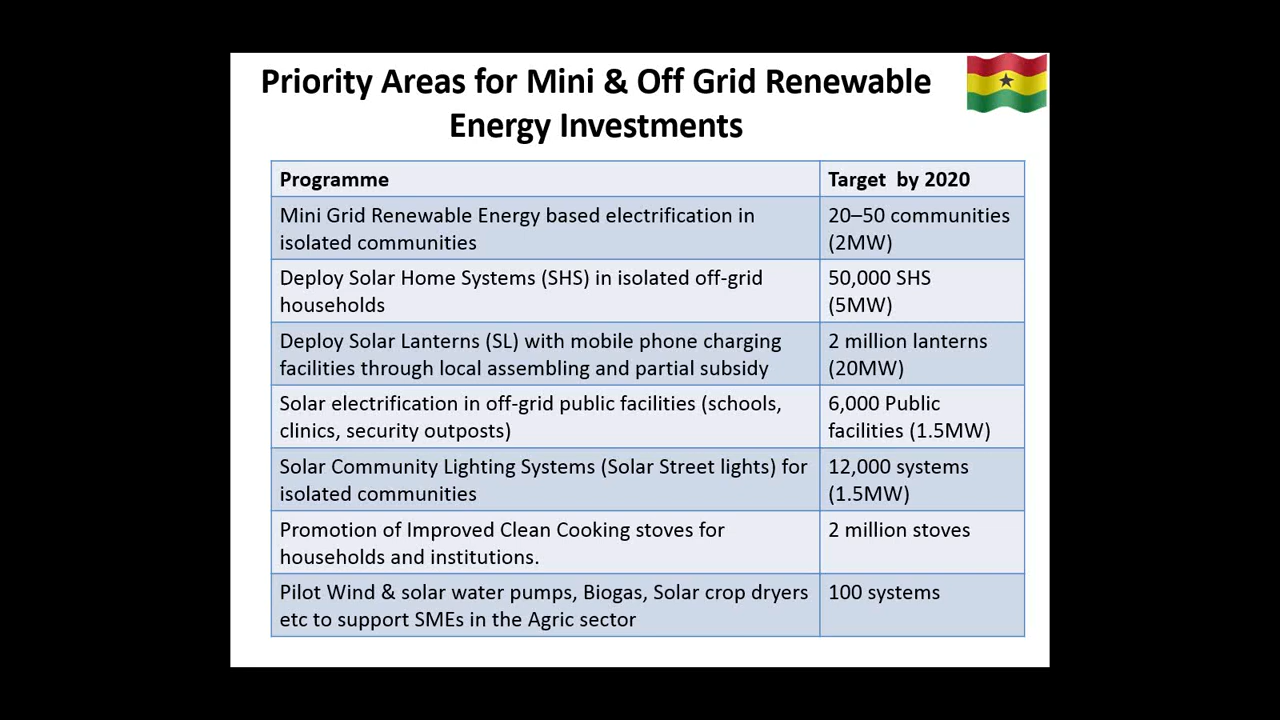 Priority Areas for Mini & Off Grid Renewable
Energy Investments
Programme
Target  by 2020
Mini Grid Renewable Energy based electrification in
isolated communities
20–50 communities
(2MW)
Deploy Solar Home Systems (SHS) in isolated off-grid
households
50,000 SHS
(5MW)
Deploy Solar Lanterns (SL) with mobile phone charging
facilities through local assembling and partial subsidy
2 million lanterns
(20MW)
Solar electrification in off-grid public facilities (schools,
clinics, security outposts)
6,000 Public
facilities (1.5MW)
Solar Community Lighting Systems (Solar Street lights) for
isolated communities
12,000 systems
(1.5MW)
Promotion of Improved Clean Cooking stoves for
households and institutions.
2 million stoves
Pilot Wind & solar water pumps, Biogas, Solar crop dryers
etc to support SMEs in the Agric sector
100 systems